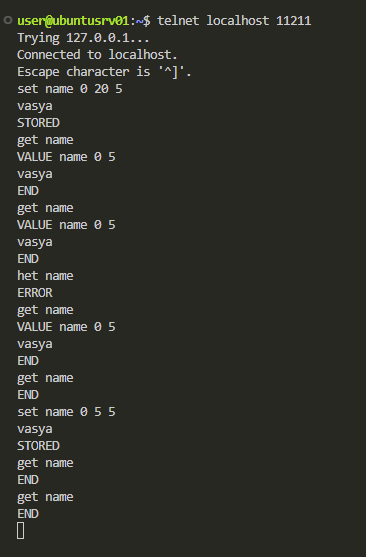 user@ubuntusrv01:~$ telnet localhost 11211
Trying 127.0.0.1...
Connected to localhost.
Escape character is '^]'.
set name 0 20 5
vasya
STORED
get name
VALUE name 0 5
vasya
END
get name
VALUE name 0 5
vasya
END
het name
ERROR
get name
VALUE name 0 5
vasya
END
get name
END
set name 0 5 5
vasya
STORED
get name
END
get name
END